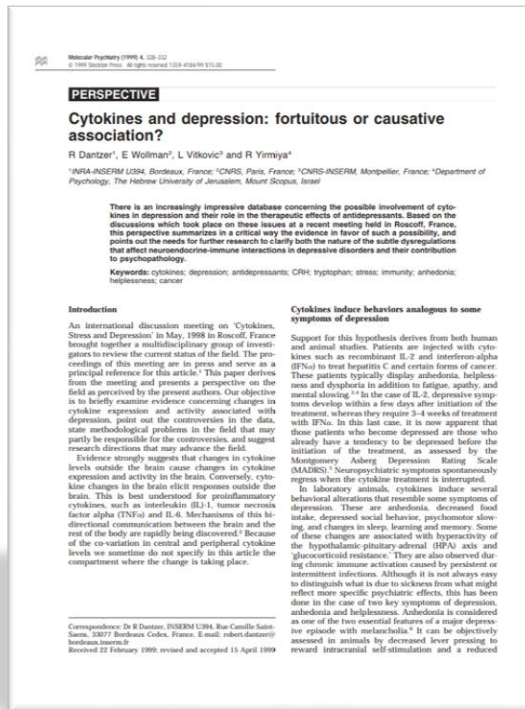 Molecular Psychiatry (1999) 4, 328–332
© 1999 Stockton Press All rights reserved 1359–4184/99 $15.00
PERSPECTIVE
Cytokines and depression: fortuitous or causative
association?
R Dantzer¹, E Wollman², L Vitkovic³ and R Yirmiya⁴
¹INRA-INSERM U394, Bordeaux, France; ²CNRS, Paris, France; ³CNRS-INSERM, Montpellier, France; ⁴Department of
Psychology, The Hebrew University of Jerusalem, Mount Scopus, Israel
There is an increasingly impressive database concerning the possible involvement of cyto-
kines in depression and their role in the therapeutic effects of antidepressants. Based on the
discussions which took place on these issues at a recent meeting held in Roscoff, France,
this perspective summarizes in a critical way the evidence in favor of such a possibility, and
points out the needs for further research to clarify both the nature of the subtle dysregulations
that affect neuroendocrine-immune interactions in depressive disorders and their contribution
to psychopathology.
Keywords: cytokines; depression; antidepressants; CRH; tryptophan; stress; immunity; anhedonia;
helplessness; cancer
Introduction
An international discussion meeting on 'Cytokines,
Stress and Depression' in May, 1998 in Roscoff, France
brought together a multidisciplinary group of investi-
gators to review the current status of the field. The pro-
ceedings of this meeting are in press and serve as a
principal reference for this article.¹ This paper derives
from the meeting and presents a perspective on the
field as perceived by the present authors. Our objective
is to briefly examine evidence concerning changes in
cytokine expression and activity associated with
depression, point out the controversies in the data,
state methodological problems in the field that may
partly be responsible for the controversies, and suggest
research directions that may advance the field.
Evidence strongly suggests that changes in cytokine
levels outside the brain cause changes in cytokine
expression and activity in the brain. Conversely, cyto-
kine changes in the brain elicit responses outside the
brain. This is best understood for proinflammatory
cytokines, such as interleukin (IL)-1, tumor necrosis
factor alpha (TNFα) and IL-6. Mechanisms of this bi-
directional communication between the brain and the
rest of the body are rapidly being discovered.² Because
of the co-variation in central and peripheral cytokine
levels we sometime do not specify in this article the
compartment where the change is taking place.
Correspondence: Dr R Dantzer, INSERM U394, Rue Camille Saint-
Saens, 33077 Bordeaux Cedex, France. E-mail: robert.dantzer@
bordeaux.inserm.fr
Received 22 February 1999; revised and accepted 15 April 1999
Cytokines induce behaviors analogous to some
symptoms of depression
Support for this hypothesis derives from both human
and animal studies. Patients are injected with cyto-
kines such as recombinant IL-2 and interferon-alpha
(IFNα) to treat hepatitis C and certain forms of cancer.
These patients typically display anhedonia, helpless-
ness and dysphoria in addition to fatigue, apathy, and
mental slowing.³,⁴ In the case of IL-2, depressive symp-
toms develop within a few days after initiation of the
treatment, whereas they require 3–4 weeks of treatment
with IFNα. In this last case, it is now apparent that
those patients who become depressed are those who
already have a tendency to be depressed before the
initiation of the treatment, as assessed by the
Montgomery Asberg Depression Rating Scale
(MADRS).⁵ Neuropsychiatric symptoms spontaneously
regress when the cytokine treatment is interrupted.
In laboratory animals, cytokines induce several
behavioral alterations that resemble some symptoms of
depression. These are anhedonia, decreased food
intake, depressed social behavior, psychomotor slow-
ing, and changes in sleep, learning and memory. Some
of these changes are associated with hyperactivity of
the hypothalamic-pituitary-adrenal (HPA) axis and
'glucocorticoid resistance.' They are also observed dur-
ing chronic immune activation caused by persistent or
intermittent infections. Although it is not always easy
to distinguish what is due to sickness from what might
reflect more specific psychiatric effects, this has been
done in the case of two key symptoms of depression,
anhedonia and helplessness. Anhedonia is considered
as one of the two essential features of a major depress-
ive episode with melancholia.⁶ It can be objectively
assessed in animals by decreased lever pressing to
reward intracranial self-stimulation and a reduced